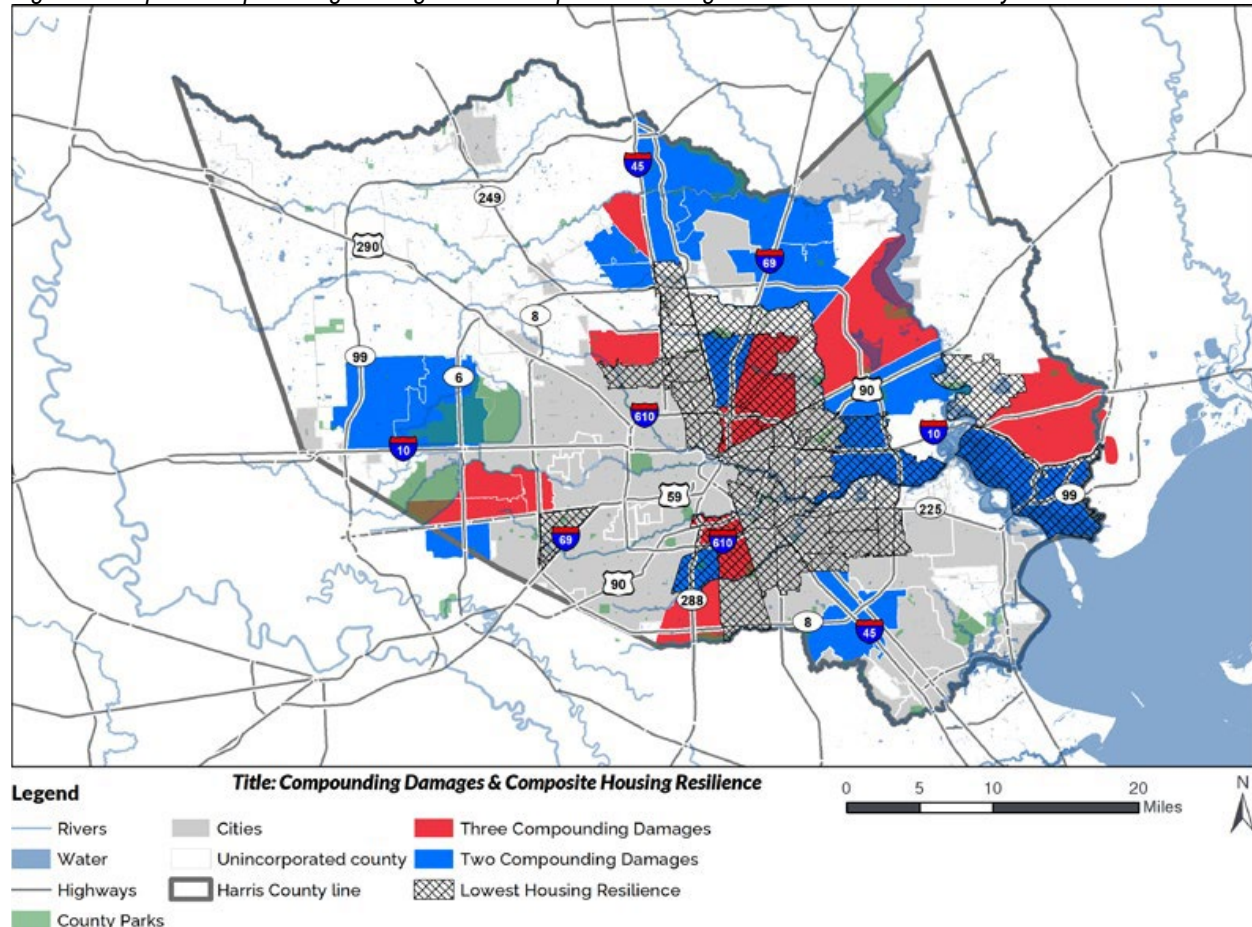 45
249
290
69
8
99
6
90
610
10
10
59
99
225
69
610
90
288
8
45
Title: Compounding Damages & Composite Housing Resilience
0 5 10 20
Miles
N
Legend
Rivers
Cities
Three Compounding Damages
Water
Unincorporated county
Two Compounding Damages
Highways
Harris County line
Lowest Housing Resilience
County Parks